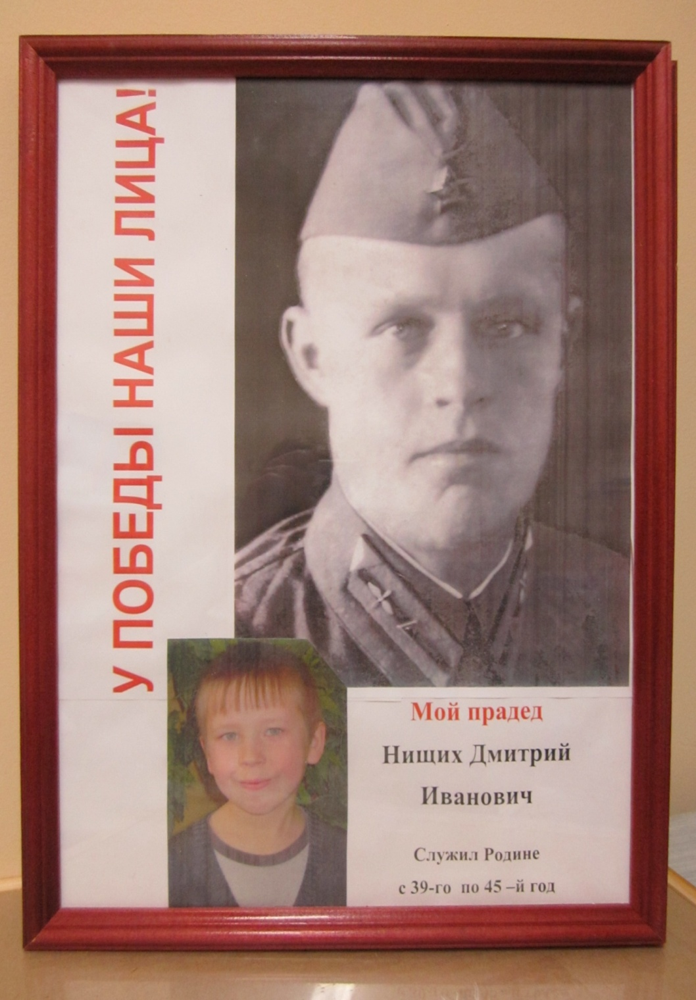 У ПОБЕДЫ НАШИ ЛИЦА!
Мой прадед
Нищих Дмитрий
Иванович
Служил Родине
с 39-го по 45 –й год